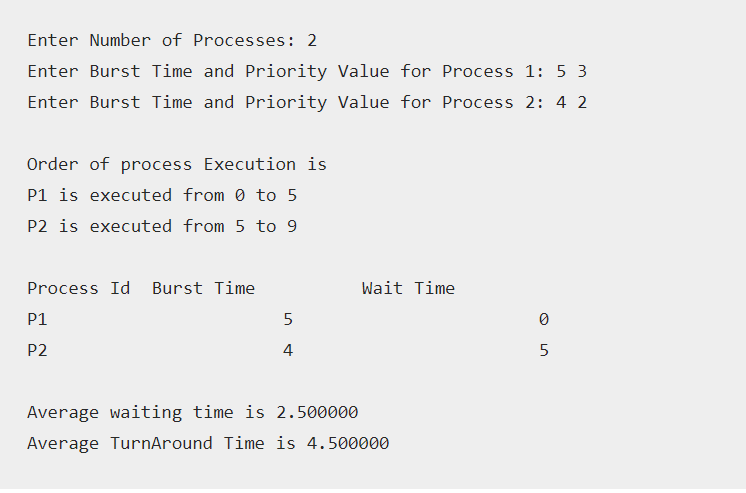 Enter Number of Processes: 2
Enter Burst Time and Priority Value for Process 1: 5 3
Enter Burst Time and Priority Value for Process 2: 4 2
Order of process Execution is
P1 is executed from 0 to 5
P2 is executed from 5 to 9
Process Id  Burst Time          Wait Time
P1                       5                        0
P2                       4                        5
Average waiting time is 2.500000
Average TurnAround Time is 4.500000